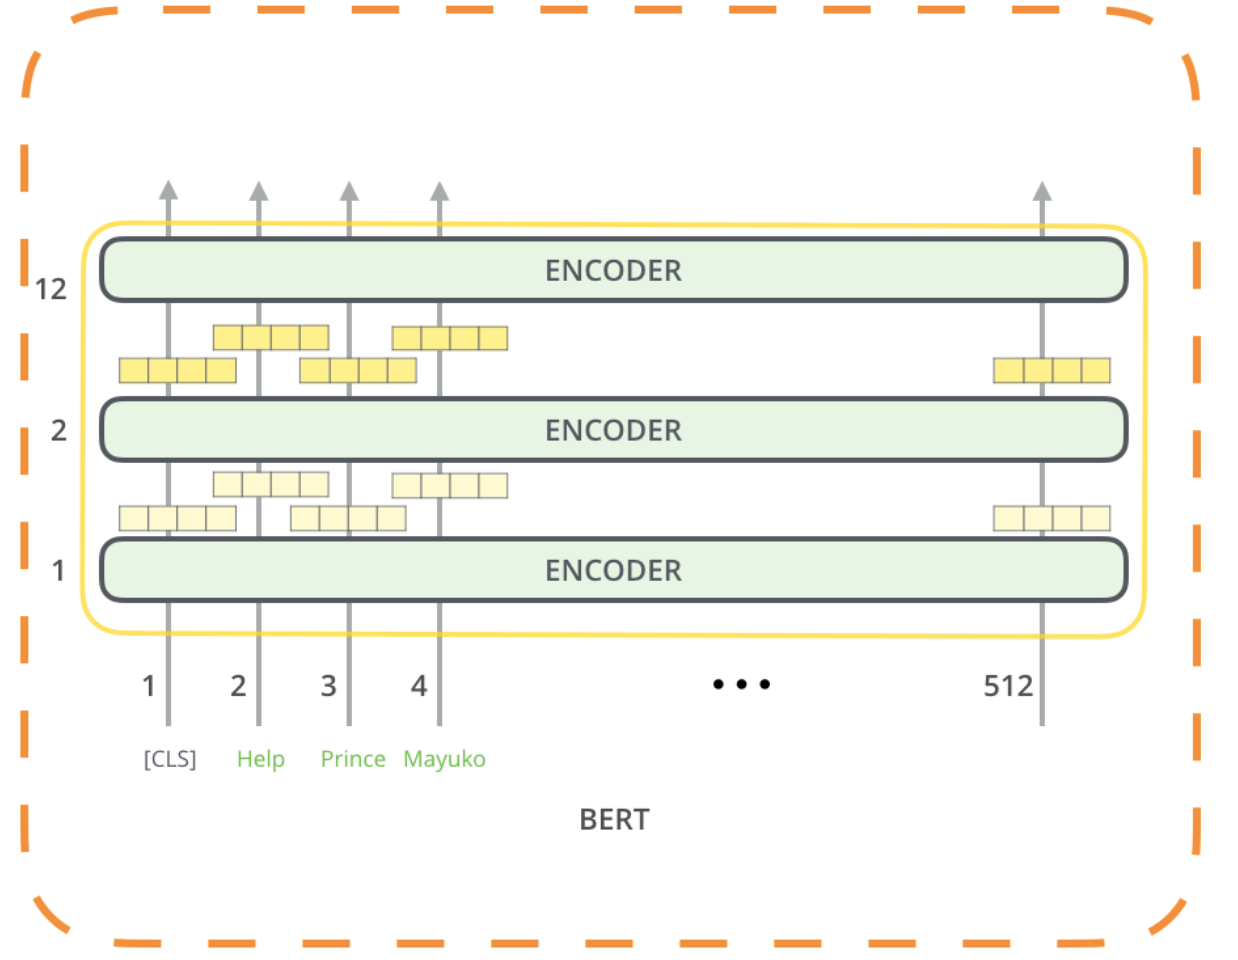 12 ENCODER
2 ENCODER
1 ENCODER
1 2 3 4 ••• 512
[CLS] Help Prince Mayuko
BERT